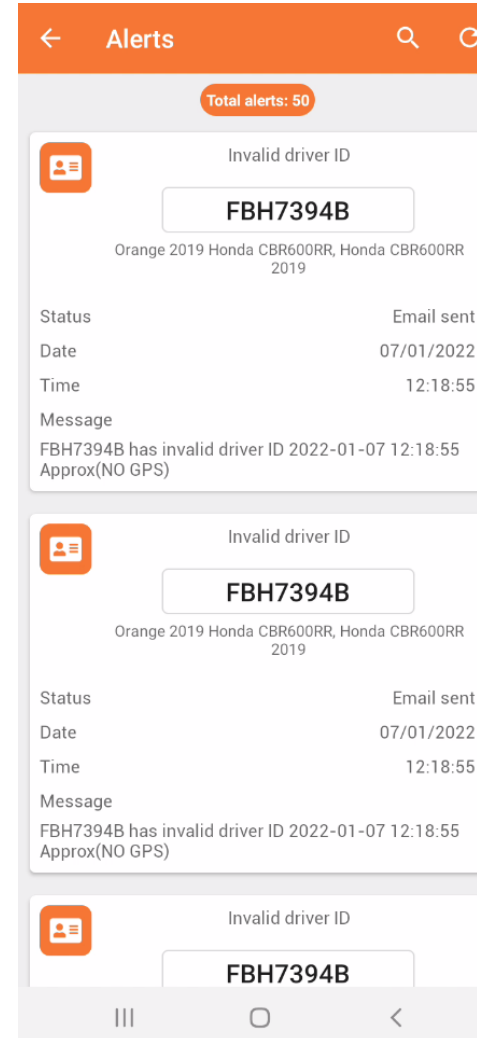 Alerts
Total alerts: 50
Invalid driver ID
FBH7394B
Orange 2019 Honda CBR600RR, Honda CBR600RR
2019
Status Email sent
Date 07/01/2022
Time 12:18:55
Message
FBH7394B has invalid driver ID 2022-01-07 12:18:55
Approx(NO GPS)
Invalid driver ID
FBH7394B
Orange 2019 Honda CBR600RR, Honda CBR600RR
2019
Status Email sent
Date 07/01/2022
Time 12:18:55
Message
FBH7394B has invalid driver ID 2022-01-07 12:18:55
Approx(NO GPS)
Invalid driver ID
FBH7394B